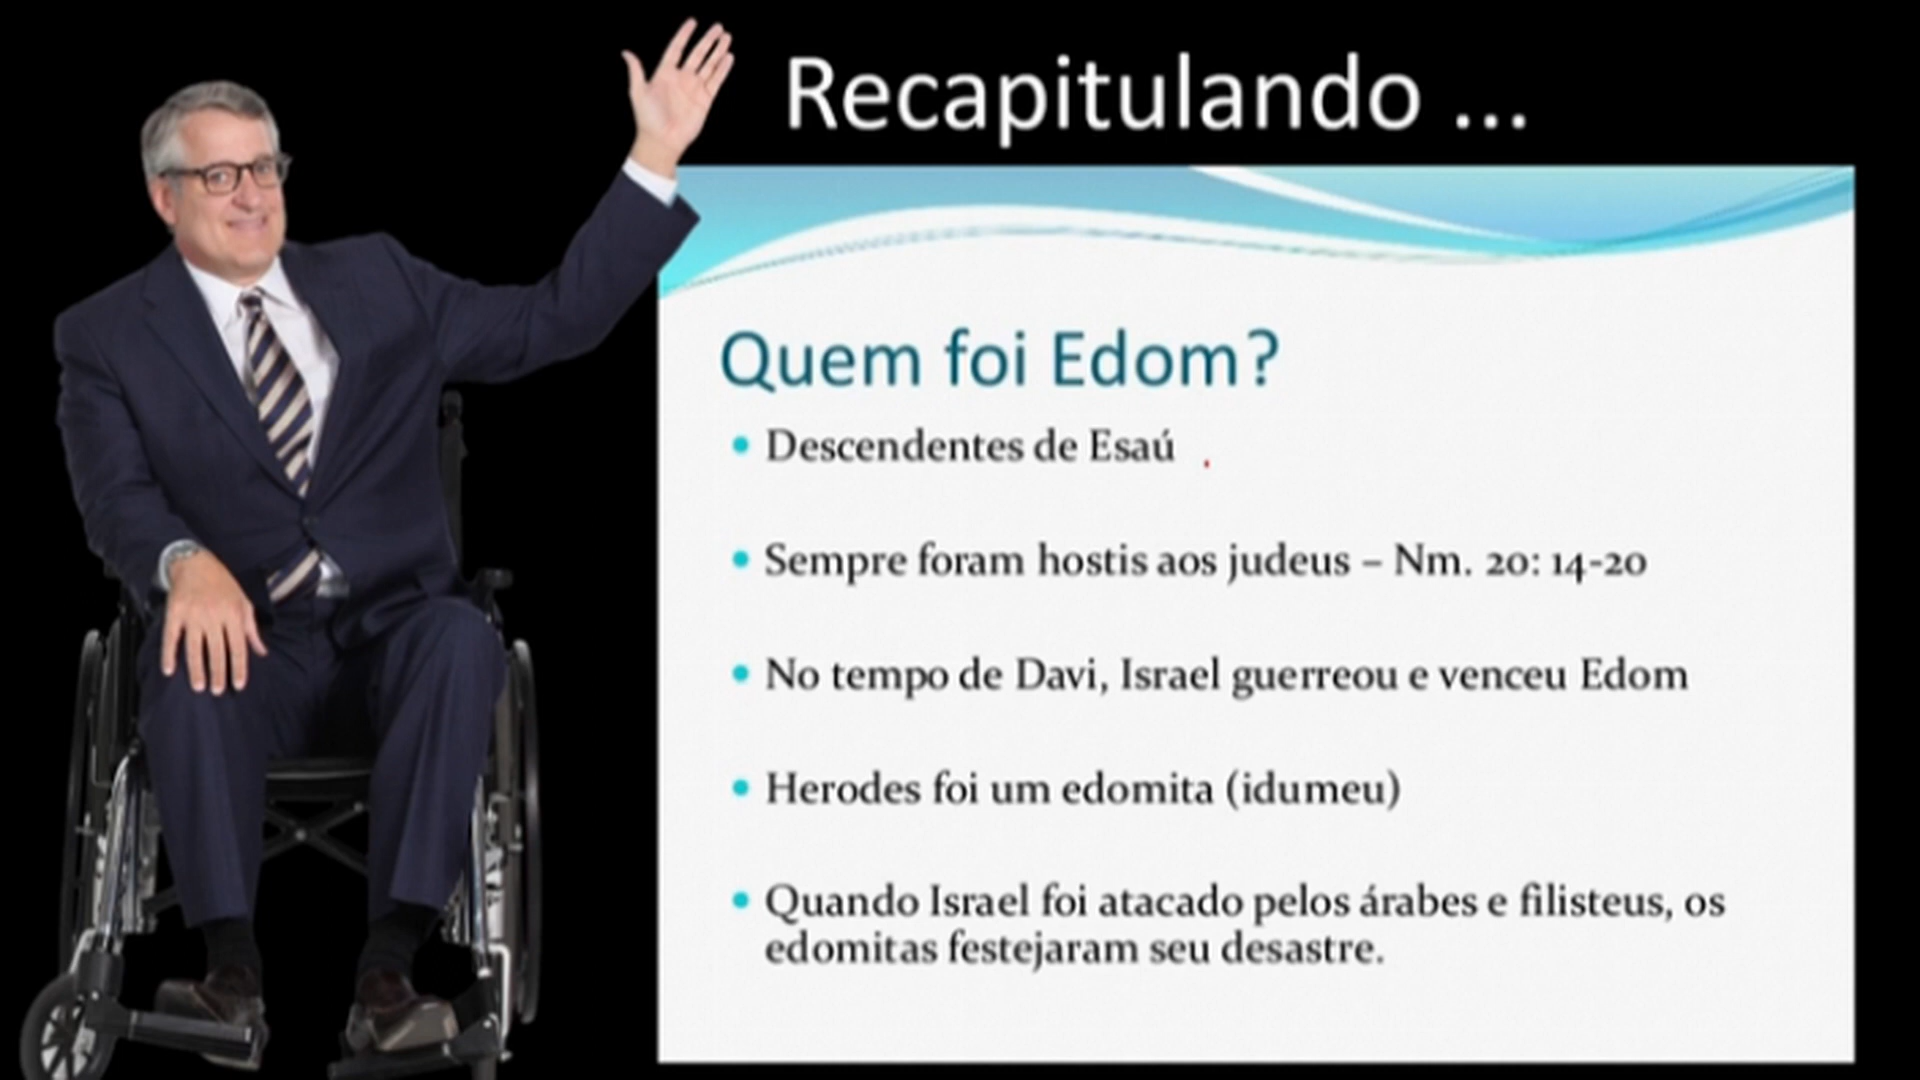 Recapitulando ...
Quem foi Edom?
• Descendentes de Esaú
• Sempre foram hostis aos judeus – Nm. 20: 14-20
• No tempo de Davi, Israel guerreou e venceu Edom
• Herodes foi um edomita (idumeu)
• Quando Israel foi atacado pelos árabes e filisteus, os
edomitas festejaram seu desastre.